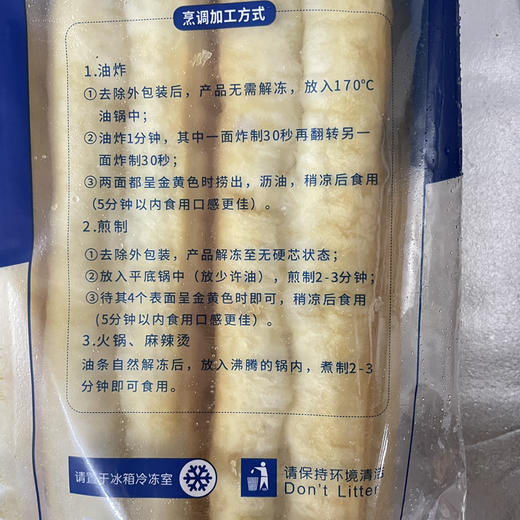 烹调加工方式
1.油炸
①去除外包装后，产品无需解冻，放入170℃
油锅中；
②油炸1分钟，其中一面炸制30秒再翻转另一
面炸制30秒；
③两面都呈金黄色时捞出，沥油，稍凉后食用
(5分钟以内食用口感更佳）。
2.煎制
①去除外包装，产品解冻至无硬芯状态；
②放入平底锅中（放少许油），煎制2-3分钟；
③待其4个表面呈金黄色时即可，稍凉后食用
(5分钟以内食用口感更佳）。
3.火锅、麻辣烫
油条自然解冻后，放入沸腾的锅内，煮制2-3
分钟即可食用。
请置于冰箱冷冻室
请保持环境清洁
Don't Litter